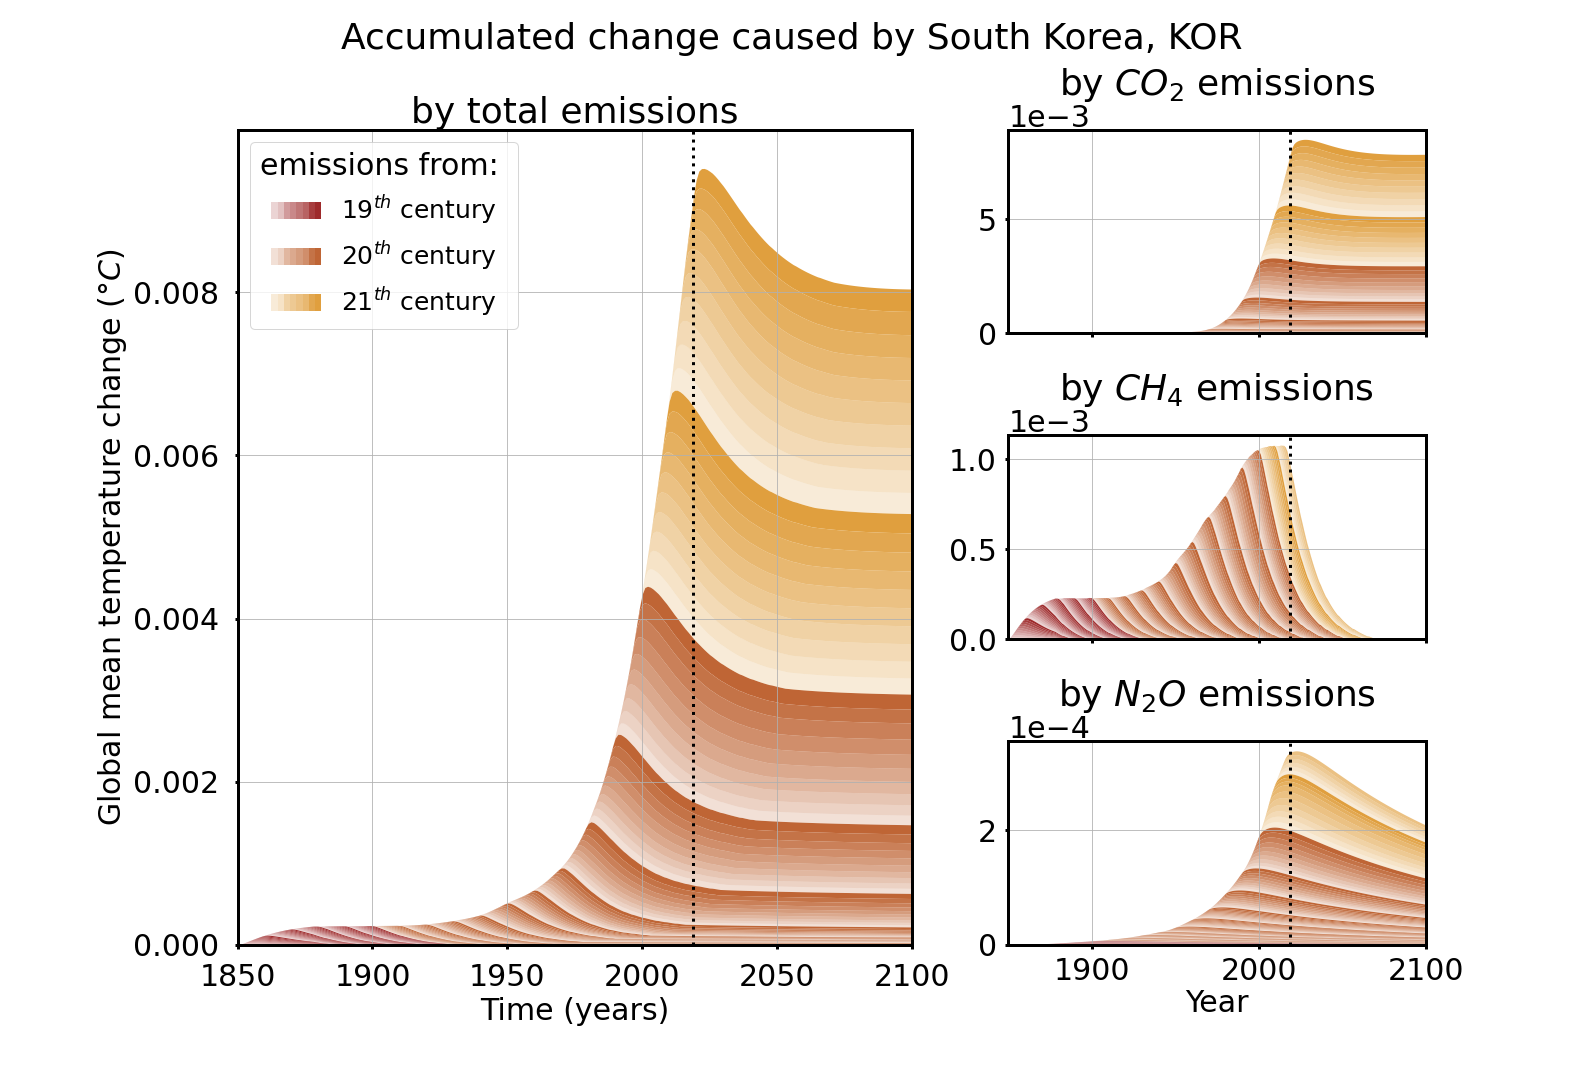 Accumulated change caused by South Korea, KOR
by total emissions
emissions from:
19th century
20th century
21th century
Global mean temperature change (°C)
0.008
0.006
0.004
0.002
0.000
1850 1900 1950 2000 2050 2100
Time (years)
by CO₂ emissions
1e−3
5
0
by CH₄ emissions
1e−3
1.0
0.5
0.0
by N₂O emissions
1e−4
2
0
1900 2000 2100
Year